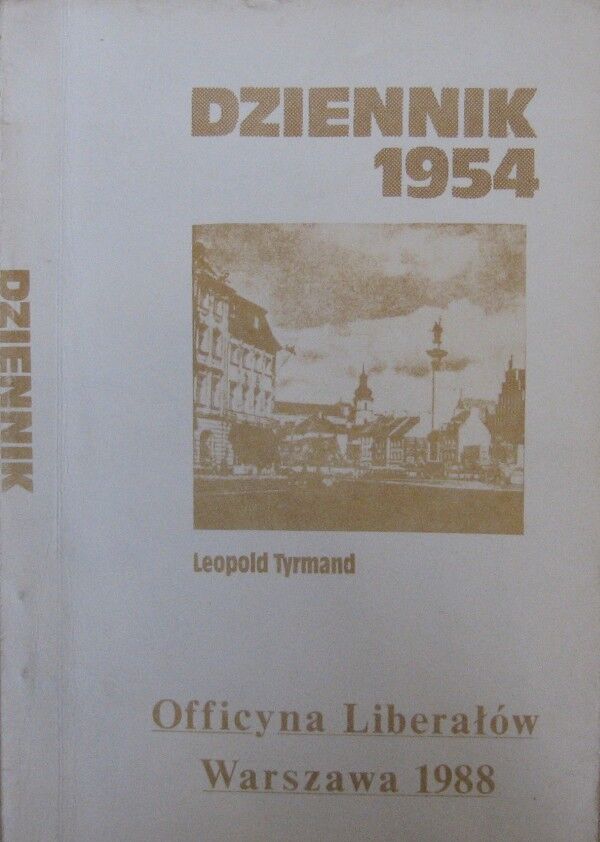 DZIENNIK
1954
DZIENNIK
Leopold Tyrmand
Officyna Liberałów
Warszawa 1988